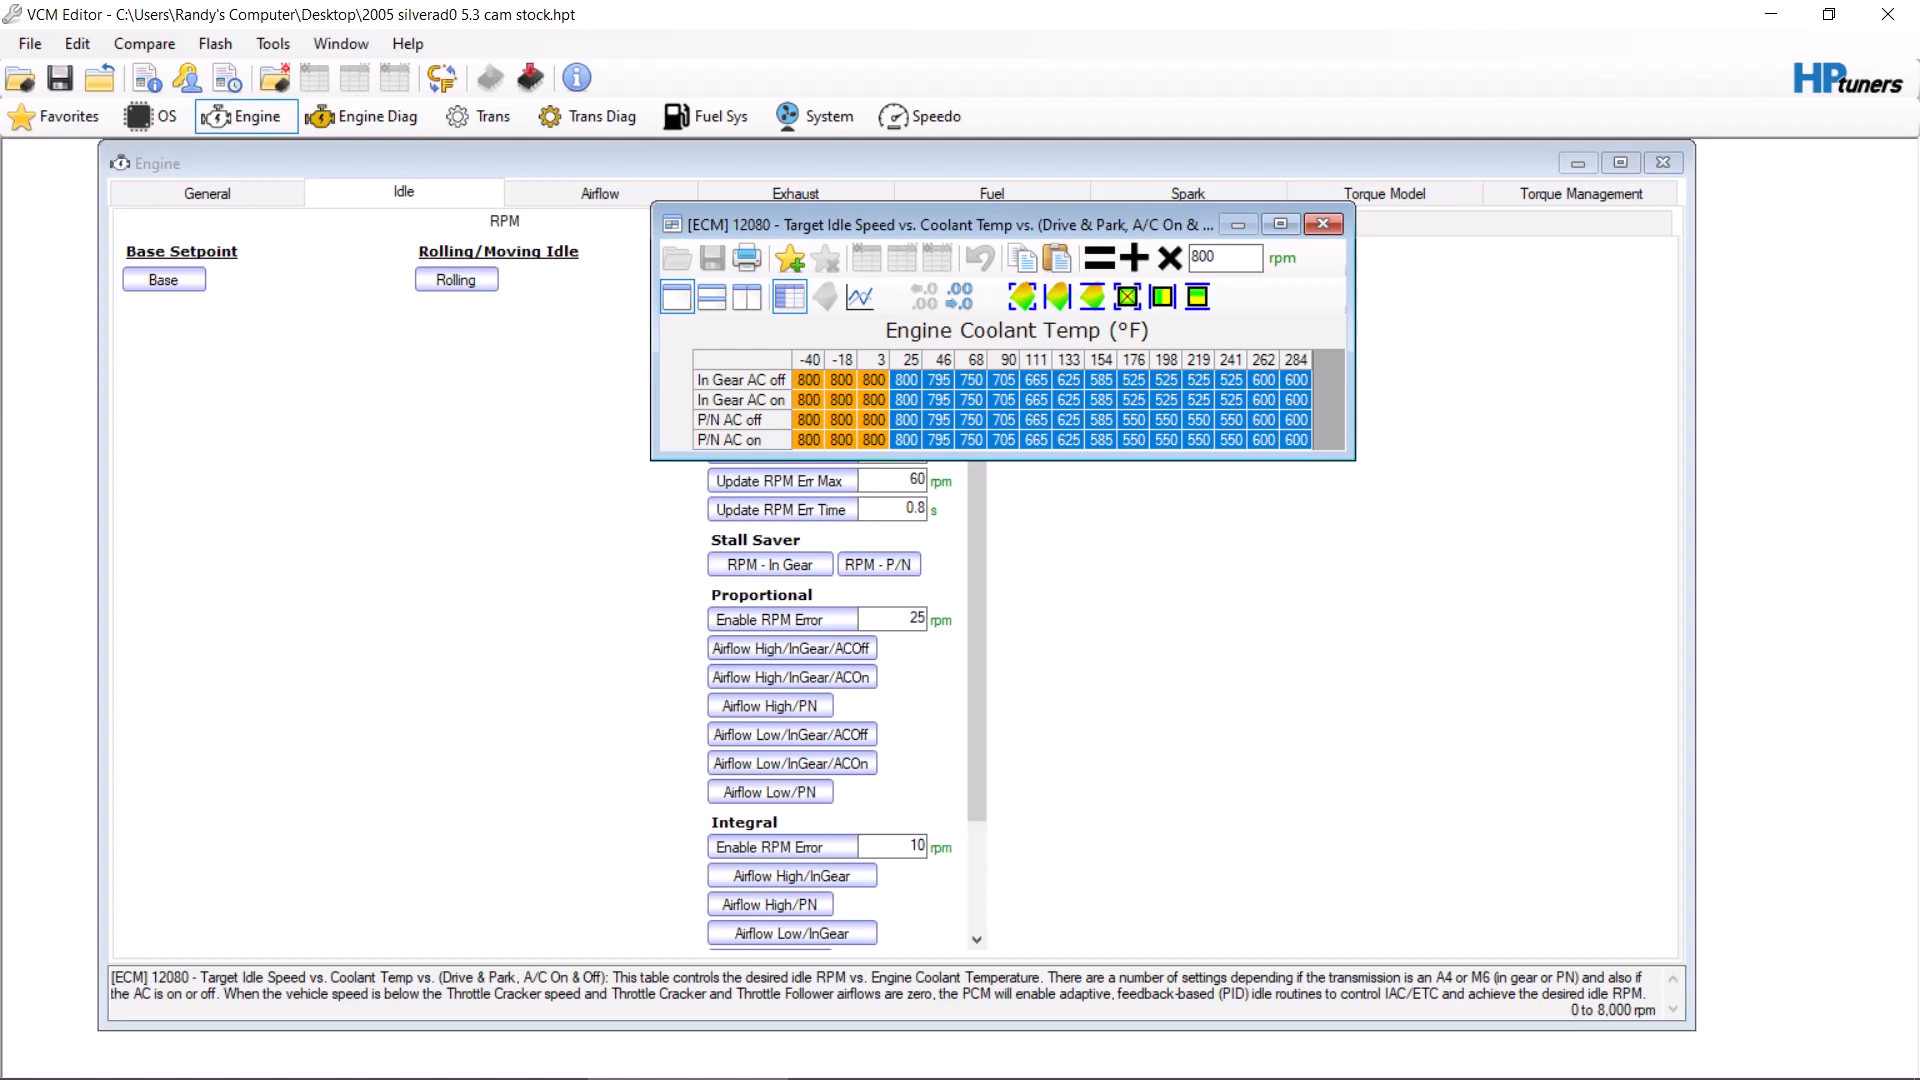 VCM Editor - C:\Users\Randy's Computer\Desktop\2005 silverad0 5.3 cam stock.hpt
File Edit Compare Flash Tools Window Help
HPtuners
Favorites OS Engine Engine Diag Trans Trans Diag Fuel Sys System Speedo
Engine
General Idle Airflow Exhaust Fuel Spark Torque Model Torque Management
RPM
Base Setpoint Rolling/Moving Idle
Base Rolling
[ECM] 12080 - Target Idle Speed vs. Coolant Temp vs. (Drive & Park, A/C On & ...
800 rpm
Engine Coolant Temp (°F)
-40 -18 3 25 46 68 90 111 133 154 176 198 219 241 262 284
In Gear AC off 800 800 800 800 795 750 705 665 625 585 525 525 525 525 600 600
In Gear AC on 800 800 800 800 795 750 705 665 625 585 525 525 525 525 600 600
P/N AC off 800 800 800 800 795 750 705 665 625 585 550 550 550 550 600 600
P/N AC on 800 800 800 800 795 750 705 665 625 585 550 550 550 550 600 600
Update RPM Err Max 60 rpm
Update RPM Err Time 0.8 s
Stall Saver
RPM - In Gear RPM - P/N
Proportional
Enable RPM Error 25 rpm
Airflow High/InGear/ACOff
Airflow High/InGear/ACOn
Airflow High/PN
Airflow Low/InGear/ACOff
Airflow Low/InGear/ACOn
Airflow Low/PN
Integral
Enable RPM Error 10 rpm
Airflow High/InGear
Airflow High/PN
Airflow Low/InGear
[ECM] 12080 - Target Idle Speed vs. Coolant Temp vs. (Drive & Park, A/C On & Off): This table controls the desired idle RPM vs. Engine Coolant Temperature. There are a number of settings depending if the transmission is an A4 or M6 (in gear or PN) and also if
the AC is on or off. When the vehicle speed is below the Throttle Cracker speed and Throttle Cracker and Throttle Follower airflows are zero, the PCM will enable adaptive, feedback-based (PID) idle routines to control IAC/ETC and achieve the desired idle RPM.
0 to 8,000 rpm